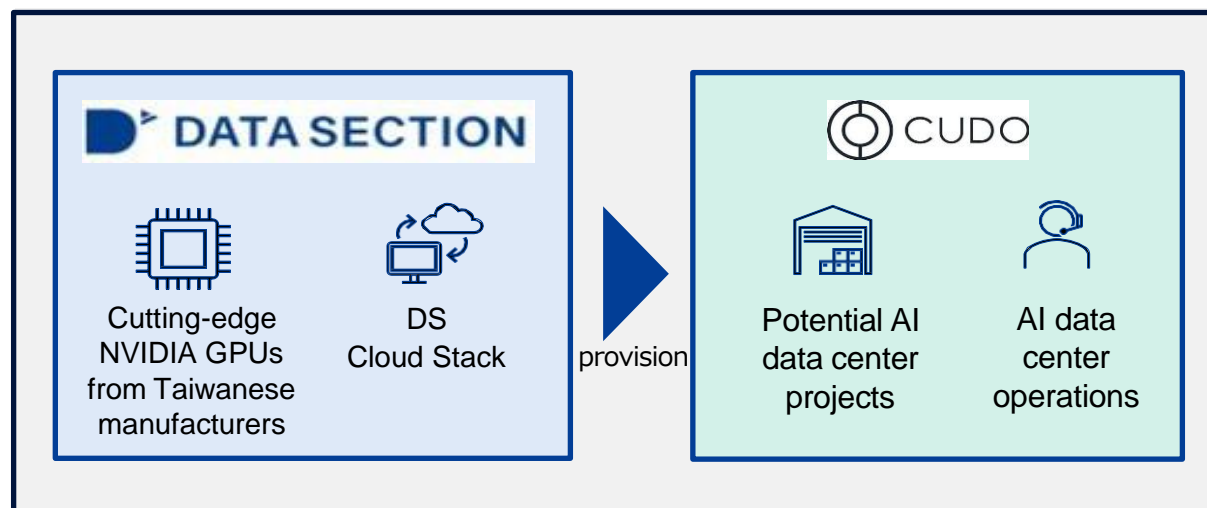 DATA SECTION
Cutting-edge
NVIDIA GPUs
from Taiwanese
manufacturers
DS
Cloud Stack
provision
CUDO
Potential AI
data center
projects
AI data
center
operations